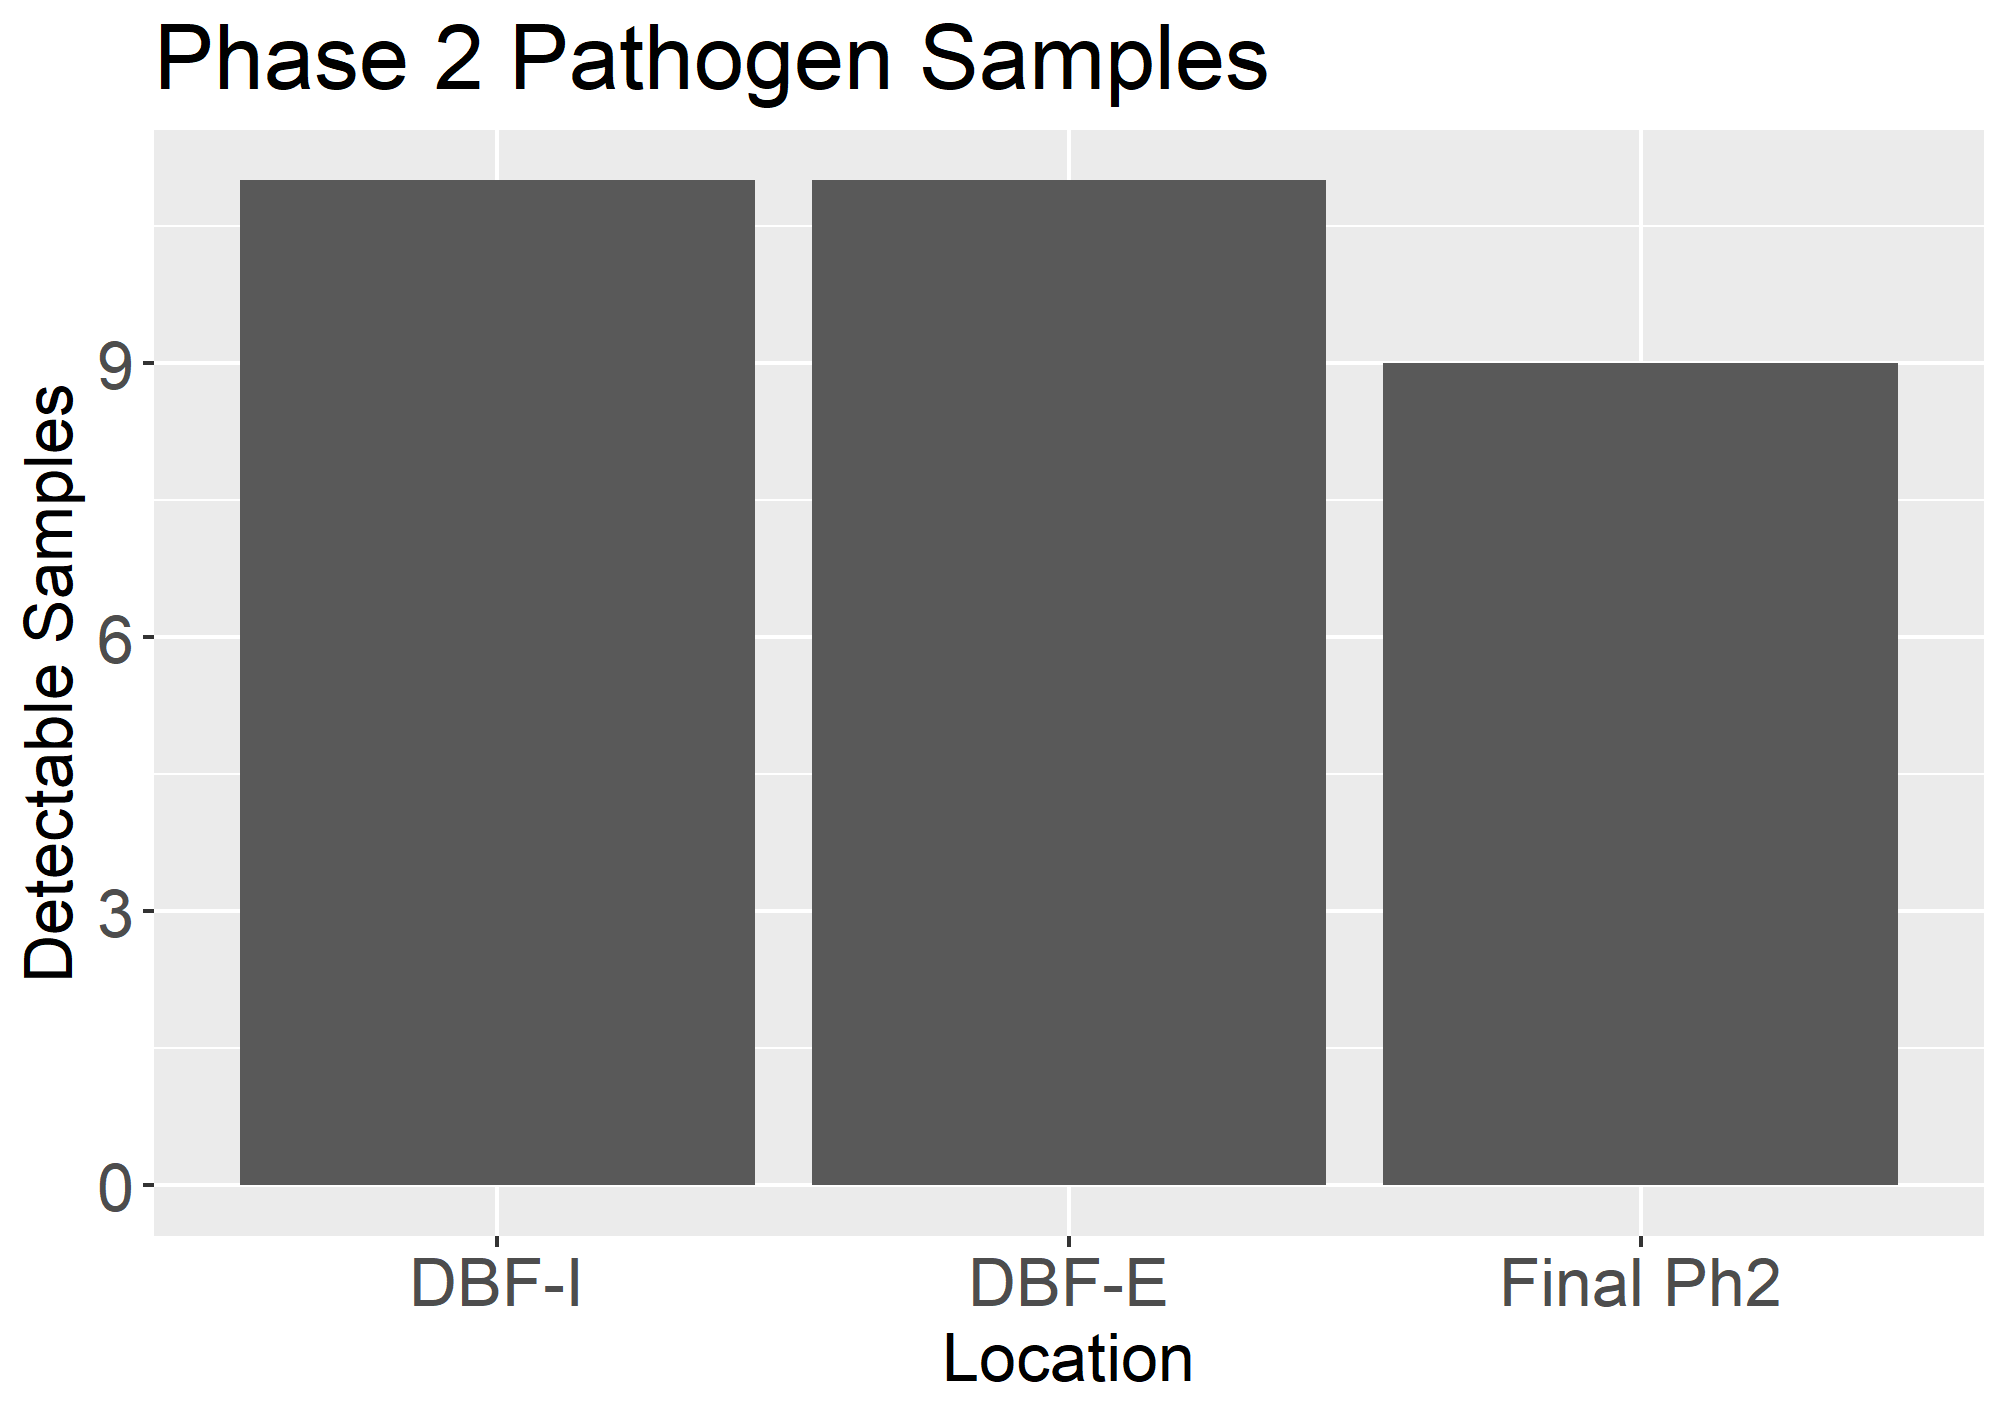 Phase 2 Pathogen Samples
Detectable Samples
9
6
3
0
DBF-I
DBF-E
Final Ph2
Location